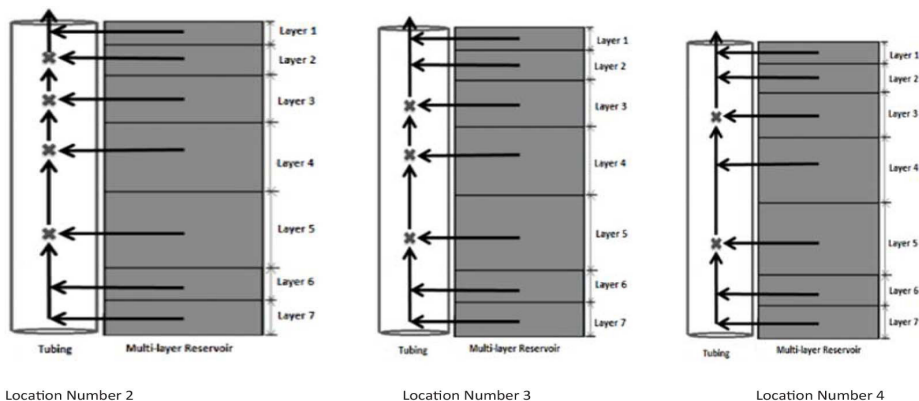 Layer 1
Layer 2
Layer 3
Layer 4
Layer 5
Layer 6
Layer 7
Tubing Multi-layer Reservoir
Location Number 2
Layer 1
Layer 2
Layer 3
Layer 4
Layer 5
Layer 6
Layer 7
Tubing Multi-layer Reservoir
Location Number 3
Layer 1
Layer 2
Layer 3
Layer 4
Layer 5
Layer 6
Layer 7
Tubing Multi-layer Reservoir
Location Number 4